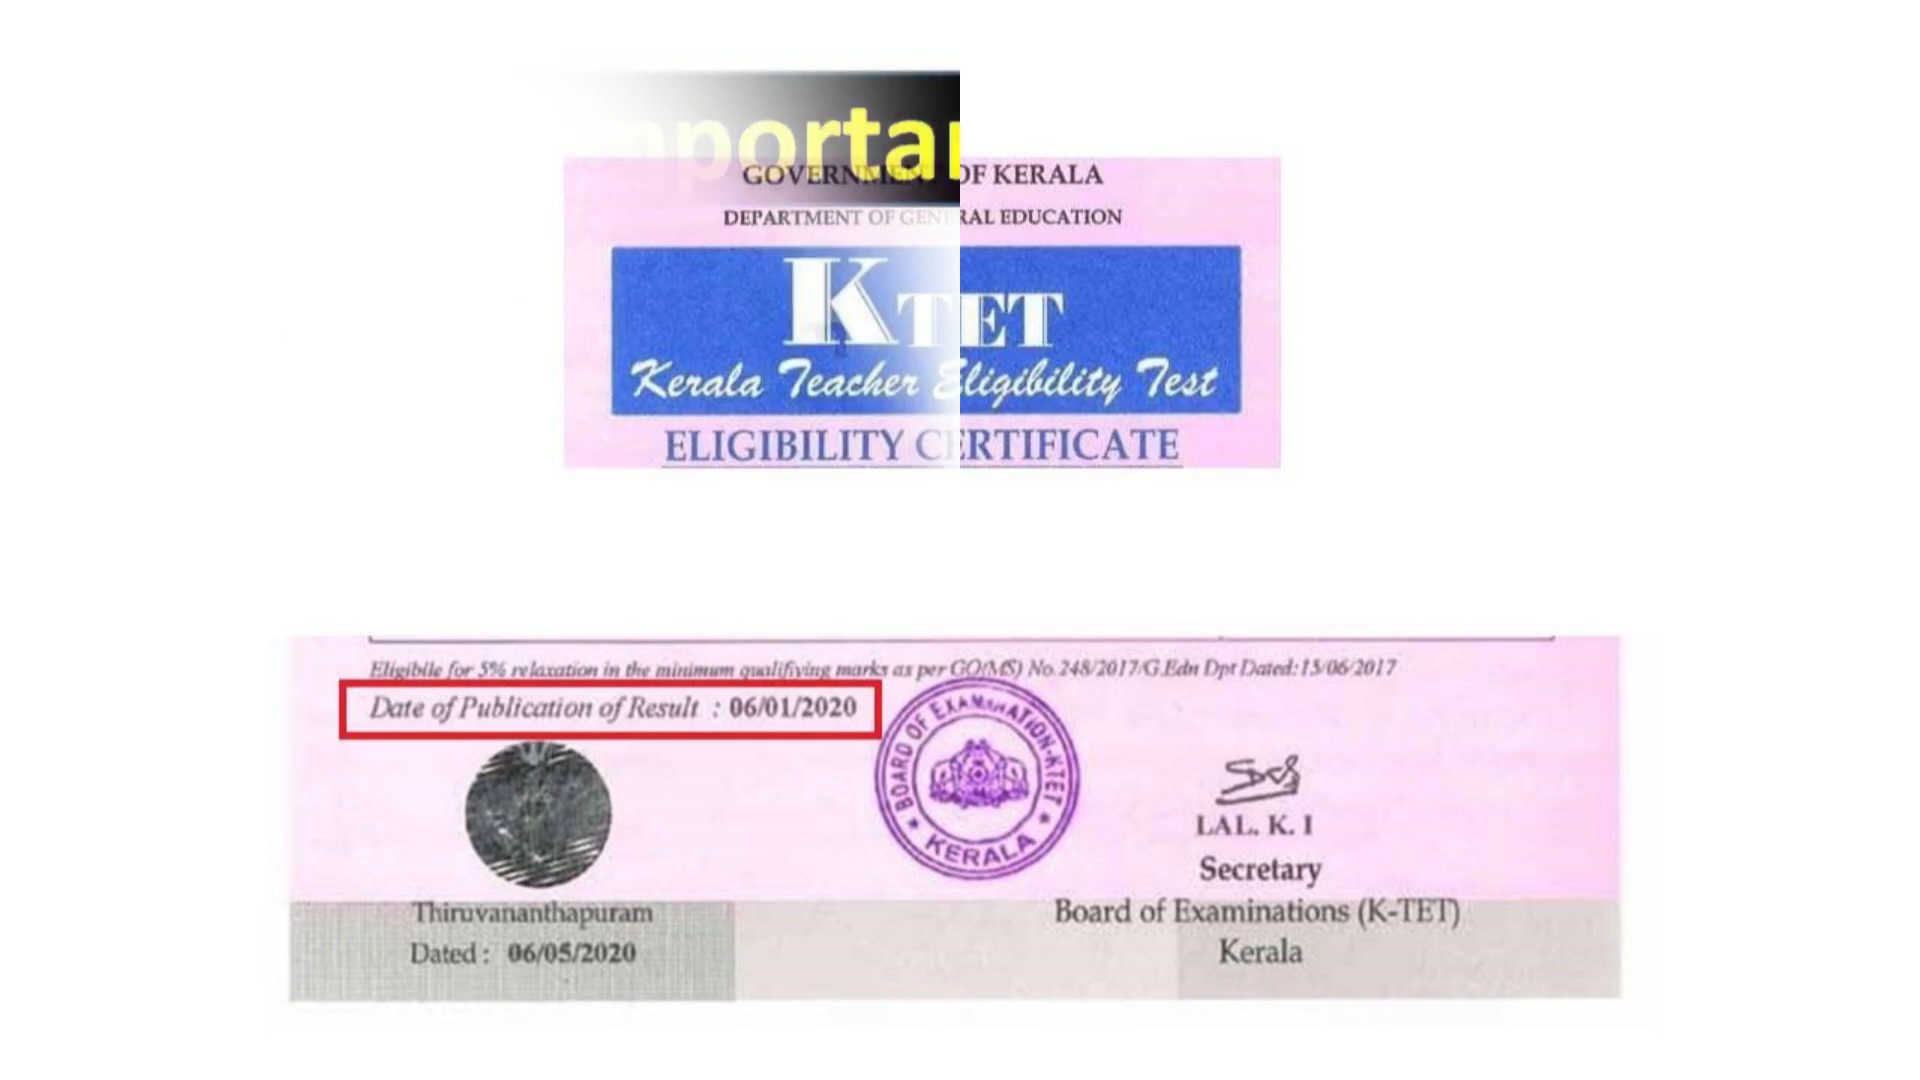 mporta
GOVERNMENT OF KERALA
DEPARTMENT OF GENERAL EDUCATION
KTET
Kerala Teacher Eligibility Test
ELIGIBILITY CERTIFICATE
Eligibile for 5% relaxation in the minimum qualifiying marks as per GO(MS) No.248/2017/G.Edn Dpt Dated:15/06/2017
Date of Publication of Result : 06/01/2020
BOARD OF EXAMINATION-KTET
KERALA
LAL. K. I
Secretary
Thiruvananthapuram
Board of Examinations (K-TET)
Dated : 06/05/2020
Kerala